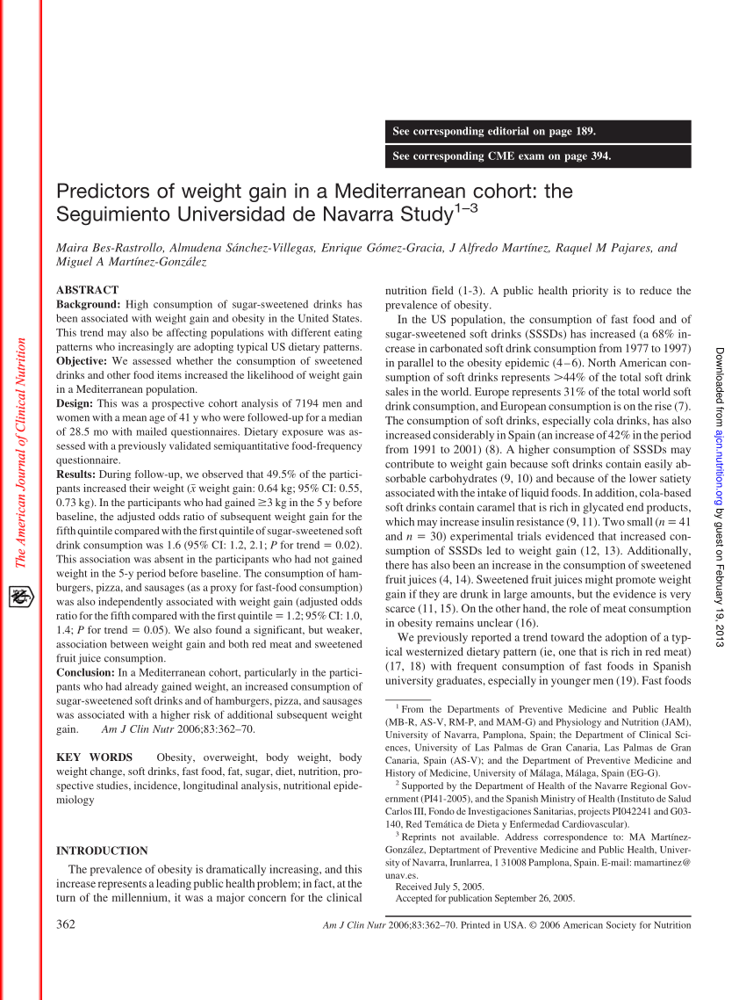 See corresponding editorial on page 189.
See corresponding CME exam on page 394.
Predictors of weight gain in a Mediterranean cohort: the
Seguimiento Universidad de Navarra Study1–3
Maira Bes-Rastrollo, Almudena Sánchez-Villegas, Enrique Gómez-Gracia, J Alfredo Martínez, Raquel M Pajares, and
Miguel A Martínez-González
ABSTRACT
Background: High consumption of sugar-sweetened drinks has
been associated with weight gain and obesity in the United States.
This trend may also be affecting populations with different eating
patterns who increasingly are adopting typical US dietary patterns.
Objective: We assessed whether the consumption of sweetened
drinks and other food items increased the likelihood of weight gain
in a Mediterranean population.
Design: This was a prospective cohort analysis of 7194 men and
women with a mean age of 41 y who were followed-up for a median
of 28.5 mo with mailed questionnaires. Dietary exposure was as-
sessed with a previously validated semiquantitative food-frequency
questionnaire.
Results: During follow-up, we observed that 49.5% of the partici-
pants increased their weight (x̄ weight gain: 0.64 kg; 95% CI: 0.55,
0.73 kg). In the participants who had gained ≥3 kg in the 5 y before
baseline, the adjusted odds ratio of subsequent weight gain for the
fifth quintile compared with the first quintile of sugar-sweetened soft
drink consumption was 1.6 (95% CI: 1.2, 2.1; P for trend = 0.02).
This association was absent in the participants who had not gained
weight in the 5-y period before baseline. The consumption of ham-
burgers, pizza, and sausages (as a proxy for fast-food consumption)
was also independently associated with weight gain (adjusted odds
ratio for the fifth compared with the first quintile = 1.2; 95% CI: 1.0,
1.4; P for trend = 0.05). We also found a significant, but weaker,
association between weight gain and both red meat and sweetened
fruit juice consumption.
Conclusion: In a Mediterranean cohort, particularly in the partici-
pants who had already gained weight, an increased consumption of
sugar-sweetened soft drinks and of hamburgers, pizza, and sausages
was associated with a higher risk of additional subsequent weight
gain. Am J Clin Nutr 2006;83:362–70.
KEY WORDS Obesity, overweight, body weight, body
weight change, soft drinks, fast food, fat, sugar, diet, nutrition, pro-
spective studies, incidence, longitudinal analysis, nutritional epide-
miology
INTRODUCTION
The prevalence of obesity is dramatically increasing, and this
increase represents a leading public health problem; in fact, at the
turn of the millennium, it was a major concern for the clinical
nutrition field (1-3). A public health priority is to reduce the
prevalence of obesity.
In the US population, the consumption of fast food and of
sugar-sweetened soft drinks (SSSDs) has increased (a 68% in-
crease in carbonated soft drink consumption from 1977 to 1997)
in parallel to the obesity epidemic (4–6). North American con-
sumption of soft drinks represents >44% of the total soft drink
sales in the world. Europe represents 31% of the total world soft
drink consumption, and European consumption is on the rise (7).
The consumption of soft drinks, especially cola drinks, has also
increased considerably in Spain (an increase of 42% in the period
from 1991 to 2001) (8). A higher consumption of SSSDs may
contribute to weight gain because soft drinks contain easily ab-
sorbable carbohydrates (9, 10) and because of the lower satiety
associated with the intake of liquid foods. In addition, cola-based
soft drinks contain caramel that is rich in glycated end products,
which may increase insulin resistance (9, 11). Two small (n = 41
and n = 30) experimental trials evidenced that increased con-
sumption of SSSDs led to weight gain (12, 13). Additionally,
there has also been an increase in the consumption of sweetened
fruit juices (4, 14). Sweetened fruit juices might promote weight
gain if they are drunk in large amounts, but the evidence is very
scarce (11, 15). On the other hand, the role of meat consumption
in obesity remains unclear (16).
We previously reported a trend toward the adoption of a typ-
ical westernized dietary pattern (ie, one that is rich in red meat)
(17, 18) with frequent consumption of fast foods in Spanish
university graduates, especially in younger men (19). Fast foods
1 From the Departments of Preventive Medicine and Public Health
(MB-R, AS-V, RM-P, and MAM-G) and Physiology and Nutrition (JAM),
University of Navarra, Pamplona, Spain; the Department of Clinical Sci-
ences, University of Las Palmas de Gran Canaria, Las Palmas de Gran
Canaria, Spain (AS-V); and the Department of Preventive Medicine and
History of Medicine, University of Málaga, Málaga, Spain (EG-G).
2 Supported by the Department of Health of the Navarre Regional Gov-
ernment (PI41-2005), and the Spanish Ministry of Health (Instituto de Salud
Carlos III, Fondo de Investigaciones Sanitarias, projects PI042241 and G03-
140, Red Temática de Dieta y Enfermedad Cardiovascular).
3 Reprints not available. Address correspondence to: MA Martínez-
González, Deptartment of Preventive Medicine and Public Health, Univer-
sity of Navarra, Irunlarrea, 1 31008 Pamplona, Spain. E-mail: mamartinez@
unav.es.
Received July 5, 2005.
Accepted for publication September 26, 2005.
362
Am J Clin Nutr 2006;83:362–70. Printed in USA. © 2006 American Society for Nutrition
The American Journal of Clinical Nutrition
Downloaded from ajcn.nutrition.org by guest on February 19, 2013